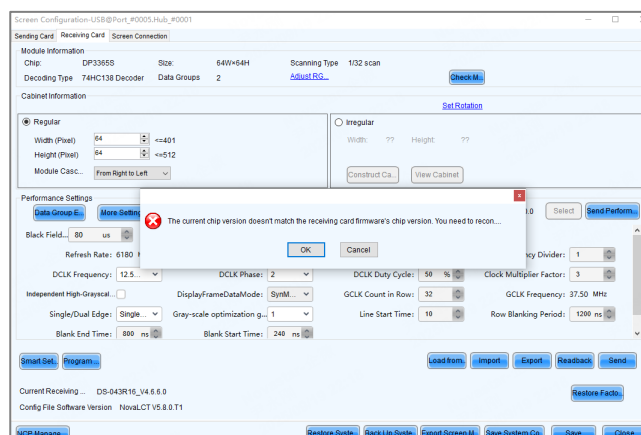 Screen Configuration-USB@Port_#0005.Hub_#0001
Sending Card Receiving Card Screen Connection
Module Information
Chip: DP3365S Size: 64W×64H Scanning Type 1/32 scan
Decoding Type 74HC138 Decoder Data Groups 2 Adjust RG... Check M...
Cabinet Information
Set Rotation
Regular Irregular
Width (Pixel) 64 <=401 Width: ?? Height: ??
Height (Pixel) 64 <=512
Module Casc... From Right to Left Construct Ca... View Cabinet
Performance Settings
Data Group E... More Setting .0 Select Send Perform...
The current chip version doesn't match the receiving card firmware's chip version. You need to recon....
OK Cancel
Black Field... 80 us
Refresh Rate: 6180 ncy Divider: 1
DCLK Frequency: 12.5... DCLK Phase: 2 DCLK Duty Cycle: 50 % Clock Multiplier Factor: 3
Independent High-Grayscal... DisplayFrameDataMode: SynM... GCLK Count in Row: 32 GCLK Frequency: 37.50 MHz
Single/Dual Edge: Single... Gray-scale optimization g... 1 Line Start Time: 10 Row Blanking Period: 1200 ns
Blank End Time: 800 ns Blank Start Time: 240 ns
Smart Set... Program... Load from... Import Export Readback Send
Current Receiving ... DS-043R16_V4.6.6.0 Restore Facto...
Config File Software Version NovaLCT V5.8.0.T1
NCP Manage... Restore Syste... Back Up Syste... Export Screen M... Save System Co... Save Close